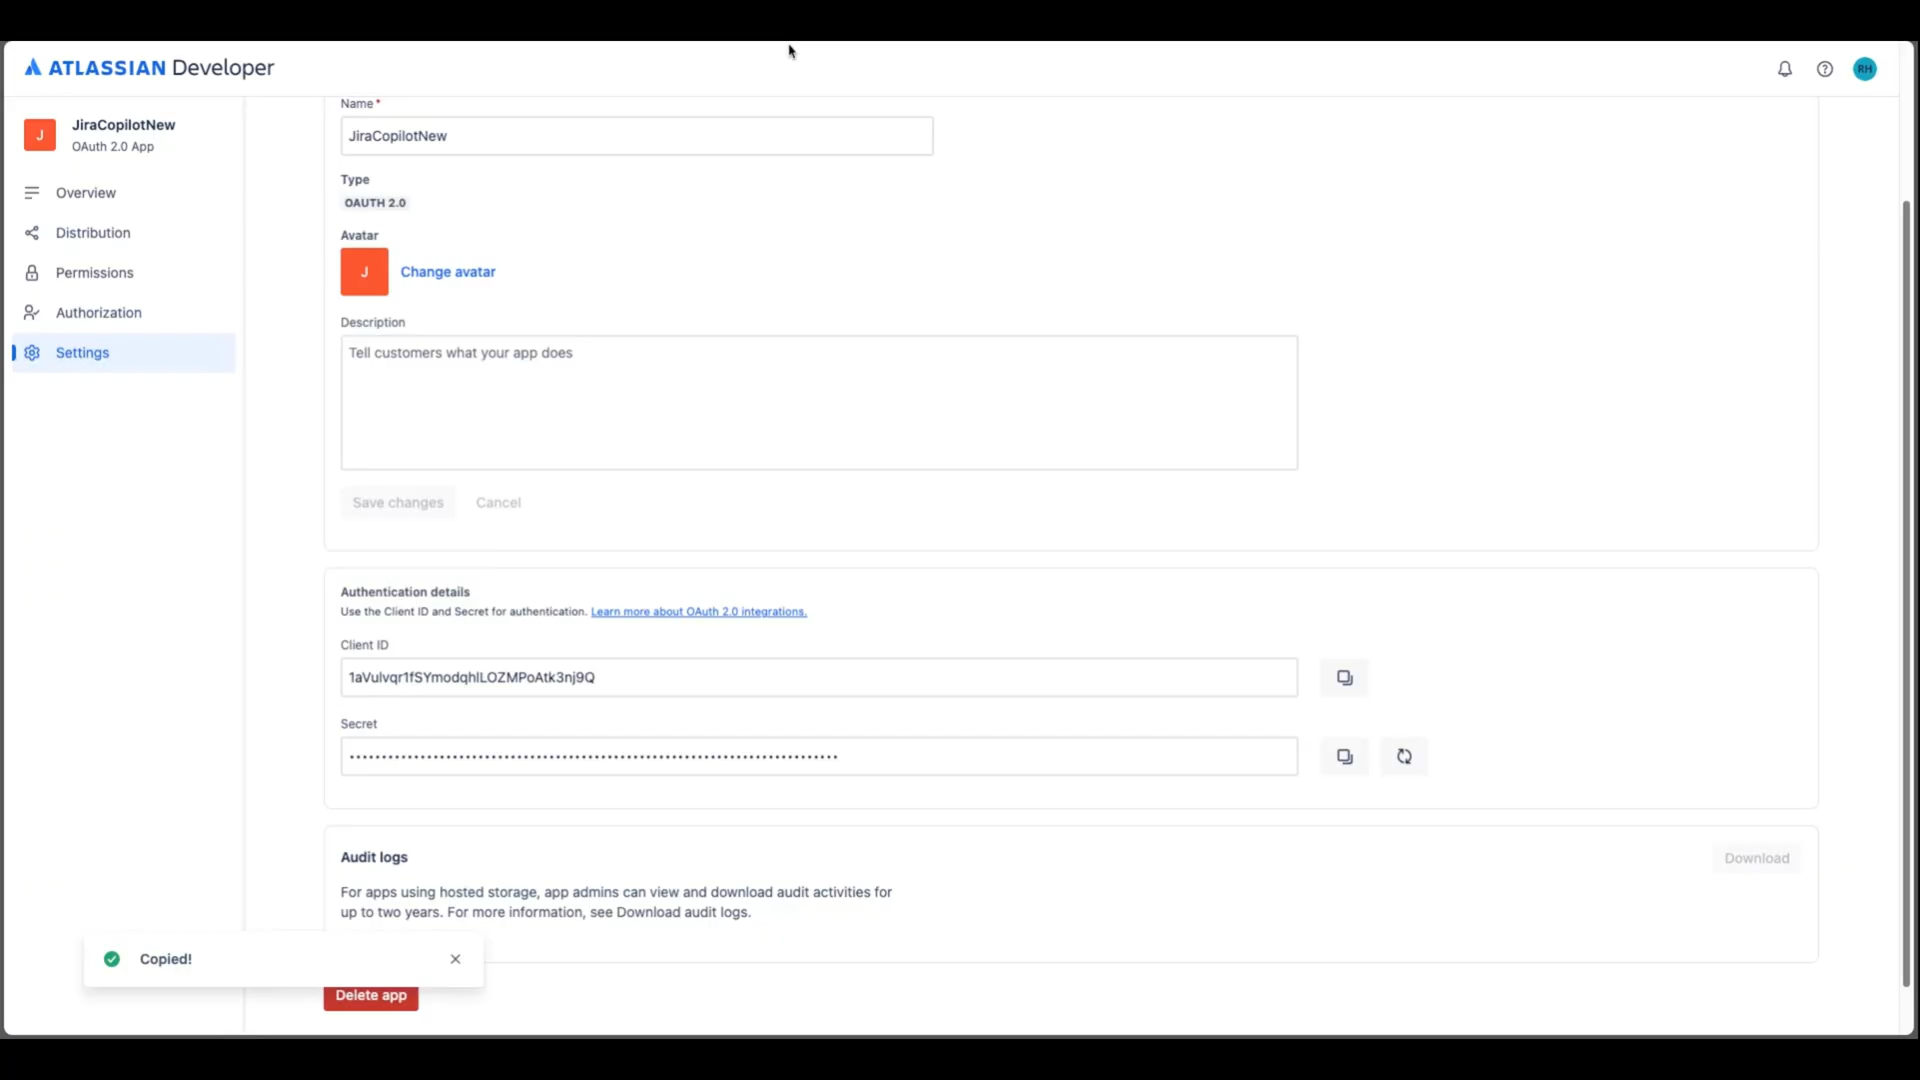 ATLASSIAN Developer
RH
J
JiraCopilotNew
OAuth 2.0 App
Overview
Distribution
Permissions
Authorization
Settings
Name*
JiraCopilotNew
Type
OAUTH 2.0
Avatar
J
Change avatar
Description
Tell customers what your app does
Save changes
Cancel
Authentication details
Use the Client ID and Secret for authentication. Learn more about OAuth 2.0 integrations.
Client ID
1aVulvqr1fSYmodqhlLOZMPoAtk3nj9Q
Secret
Audit logs
Download
For apps using hosted storage, app admins can view and download audit activities for
up to two years. For more information, see Download audit logs.
Copied!
Delete app